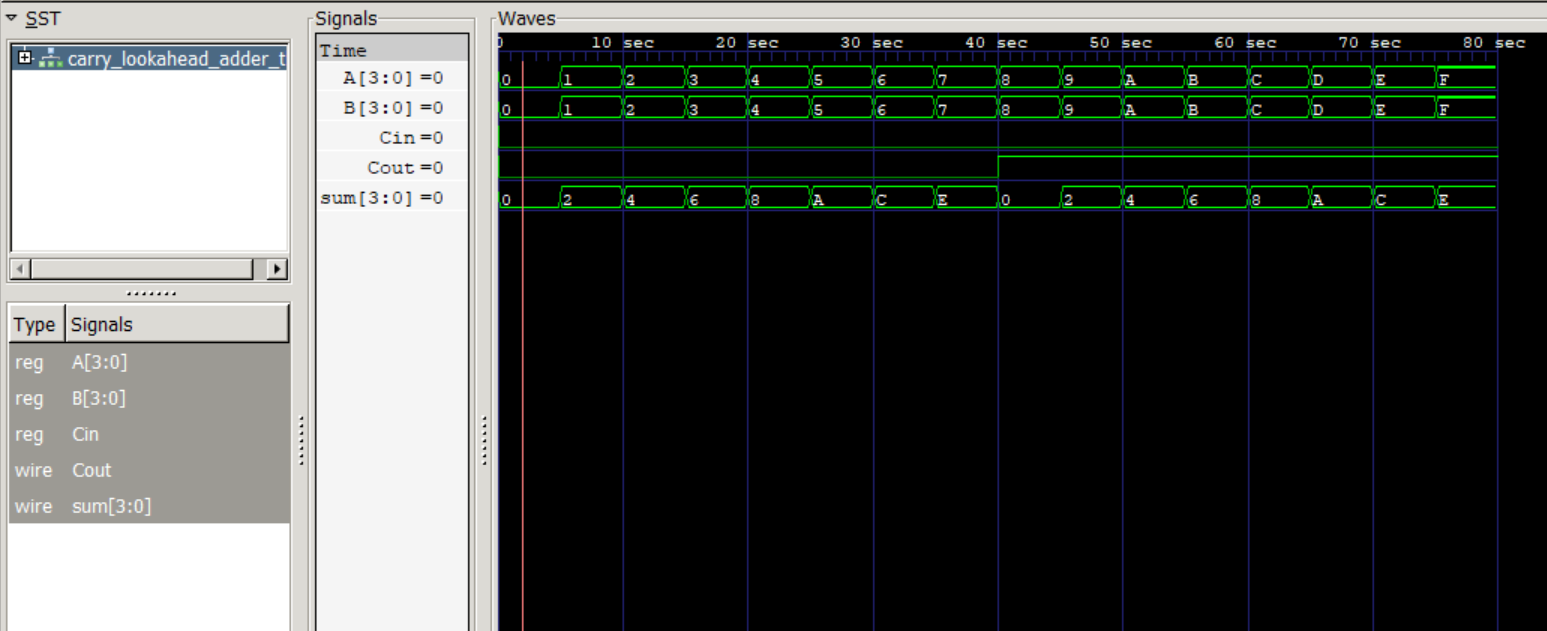 SST
carry_lookahead_adder_t
Type Signals
reg A[3:0]
reg B[3:0]
reg Cin
wire Cout
wire sum[3:0]
Signals
Time
A[3:0] =0
B[3:0] =0
Cin =0
Cout =0
sum[3:0] =0
Waves
0 10 sec 20 sec 30 sec 40 sec 50 sec 60 sec 70 sec 80 sec
0 1 2 3 4 5 6 7 8 9 A B C D E F
0 1 2 3 4 5 6 7 8 9 A B C D E F
0 2 4 6 8 A C E 0 2 4 6 8 A C E